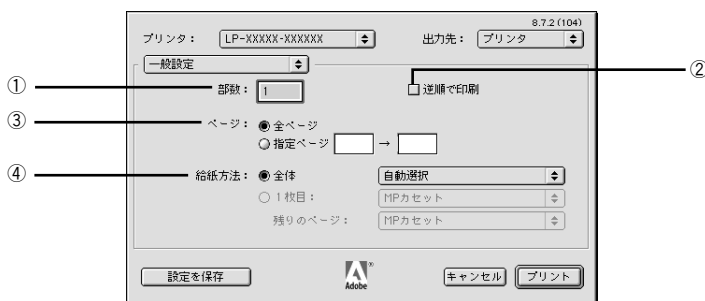 8.7.2 (104)
プリンタ： LP-XXXXX-XXXXXX 出力先： プリンタ
一般設定
②
① 部数： 1 逆順で印刷
③ ページ： 全ページ
指定ページ →
④ 給紙方法： 全体 自動選択
1 枚目： MPカセット
残りのページ： MPカセット
設定を保存 Adobe ® キャンセル プリント